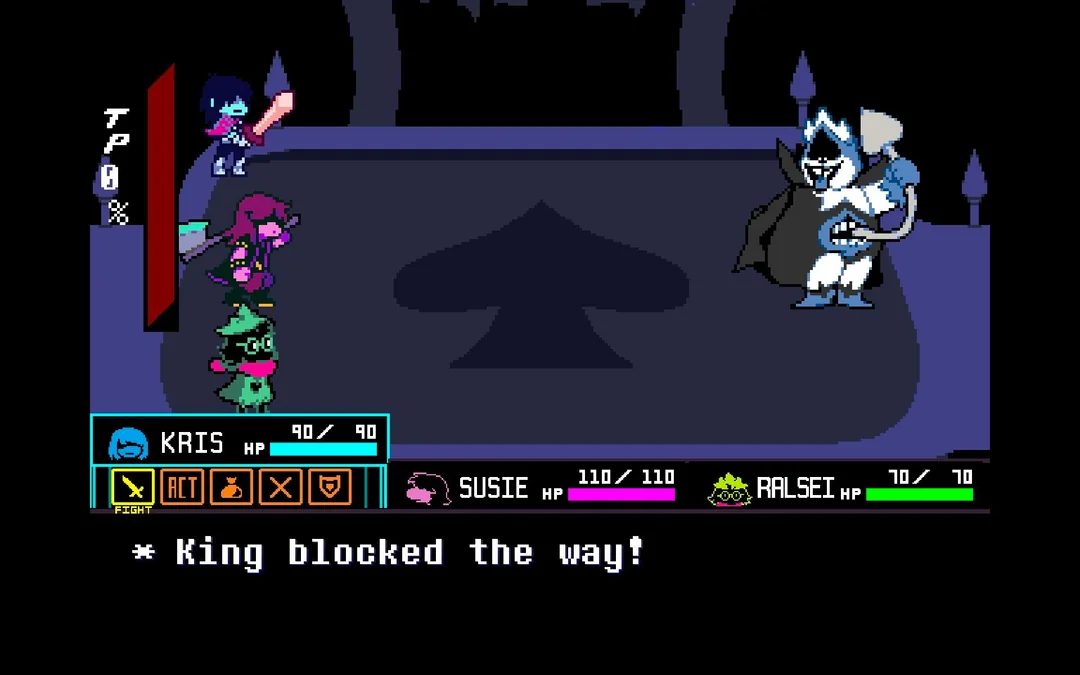 TP
0
%
KRIS HP 90/ 90
FIGHT ACT
SUSIE HP 110/ 110
RALSEI HP 70/ 70
* King blocked the way!